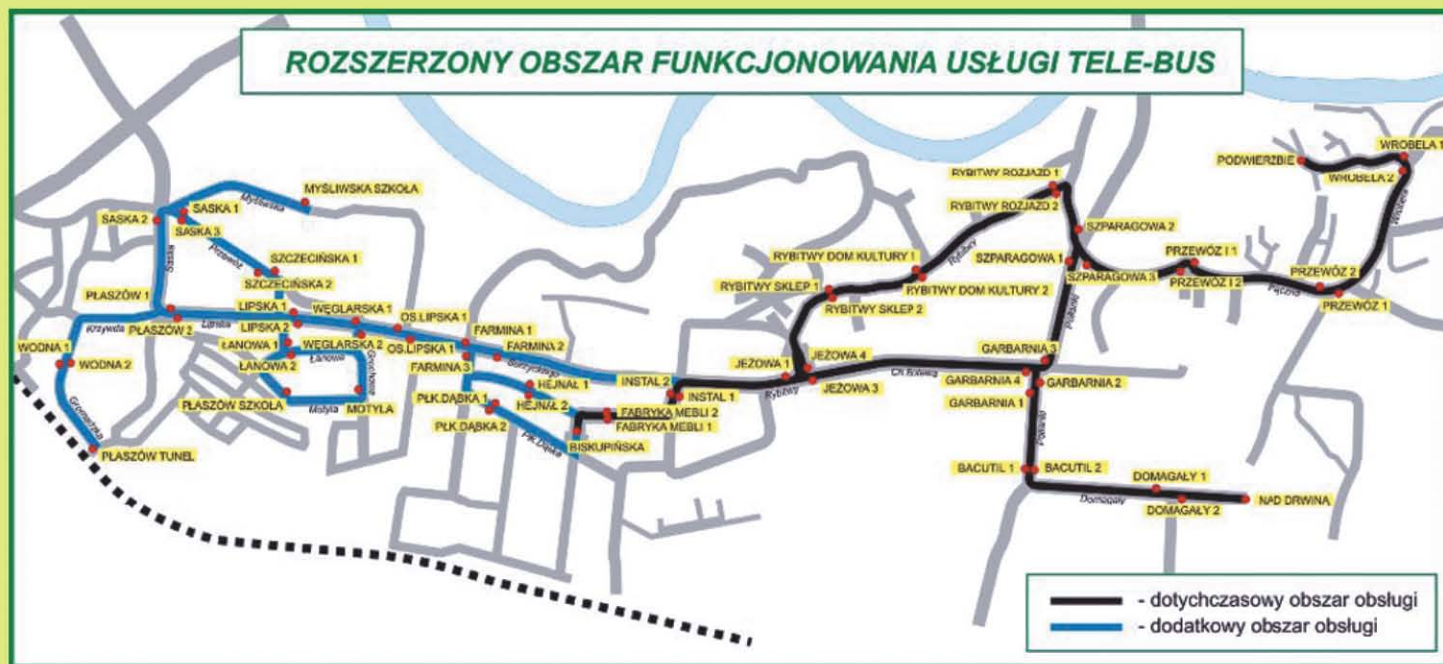 ROZSZERZONY OBSZAR FUNKCJONOWANIA USŁUGI TELE-BUS
MYŚLIWSKA SZKOŁA
Myśliwska
SASKA 1
SASKA 2
SASKA 3
Saska
Przewóz
SZCZECIŃSKA 1
SZCZECIŃSKA 2
PŁASZÓW 1
PŁASZÓW 2
Krzywda
Lipska
LIPSKA 1
LIPSKA 2
WĘGLARSKA 1
WĘGLARSKA 2
OS.LIPSKA 1
OS.LIPSKA 1
WODNA 1
WODNA 2
ŁANOWA 1
ŁANOWA 2
Łanowa
PŁASZÓW SZKOŁA
Motyla
MOTYLA
PŁASZÓW TUNEL
FARMINA 1
FARMINA 2
FARMINA 3
HEJNAŁ 1
HEJNAŁ 2
PŁK.DĄBKA 1
PŁK.DĄBKA 2
Płk.Dąbka
BISKUPIŃSKA
FABRYKA MEBLI 2
FABRYKA MEBLI 1
INSTAL 2
INSTAL 1
Rybitwy
JEŻOWA 1
JEŻOWA 4
JEŻOWA 3
RYBITWY SKLEP 1
RYBITWY SKLEP 2
RYBITWY DOM KULTURY 1
RYBITWY DOM KULTURY 2
Rybitwy
RYBITWY ROZJAZD 1
RYBITWY ROZJAZD 2
SZPARAGOWA 2
SZPARAGOWA 1
SZPARAGOWA 3
PRZEWÓZ I 1
PRZEWÓZ I 2
PRZEWÓZ 2
PRZEWÓZ 1
PODWIERZBIE
WROBELA 1
WROBELA 2
Wrobela
GARBARNIA 3
GARBARNIA 4
GARBARNIA 2
GARBARNIA 1
BACUTIL 1
BACUTIL 2
DOMAGAŁY 1
DOMAGAŁY 2
Domagały
NAD DRWINĄ
- dotychczasowy obszar obsługi
- dodatkowy obszar obsługi